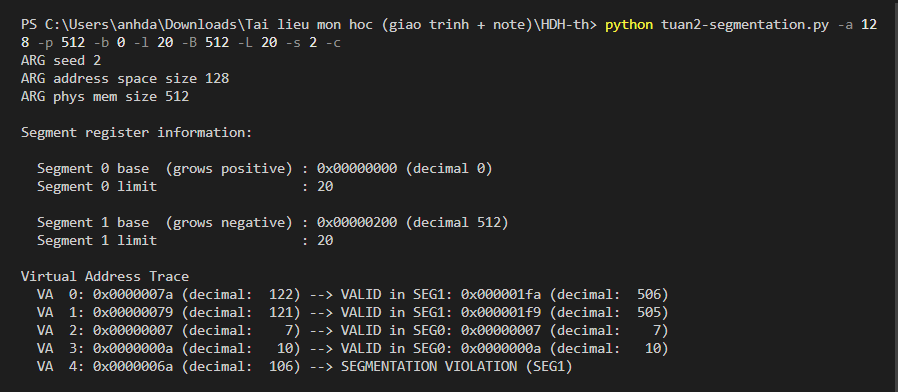 PS C:\Users\anhda\Downloads\Tai lieu mon hoc (giao trinh + note)\HDH-th> python tuan2-segmentation.py -a 12
8 -p 512 -b 0 -l 20 -B 512 -L 20 -s 2 -c
ARG seed 2
ARG address space size 128
ARG phys mem size 512

Segment register information:

  Segment 0 base  (grows positive) : 0x00000000 (decimal 0)
  Segment 0 limit                  : 20

  Segment 1 base  (grows negative) : 0x00000200 (decimal 512)
  Segment 1 limit                  : 20

Virtual Address Trace
  VA  0: 0x0000007a (decimal:  122) --> VALID in SEG1: 0x000001fa (decimal:  506)
  VA  1: 0x00000079 (decimal:  121) --> VALID in SEG1: 0x000001f9 (decimal:  505)
  VA  2: 0x00000007 (decimal:    7) --> VALID in SEG0: 0x00000007 (decimal:    7)
  VA  3: 0x0000000a (decimal:   10) --> VALID in SEG0: 0x0000000a (decimal:   10)
  VA  4: 0x0000006a (decimal:  106) --> SEGMENTATION VIOLATION (SEG1)